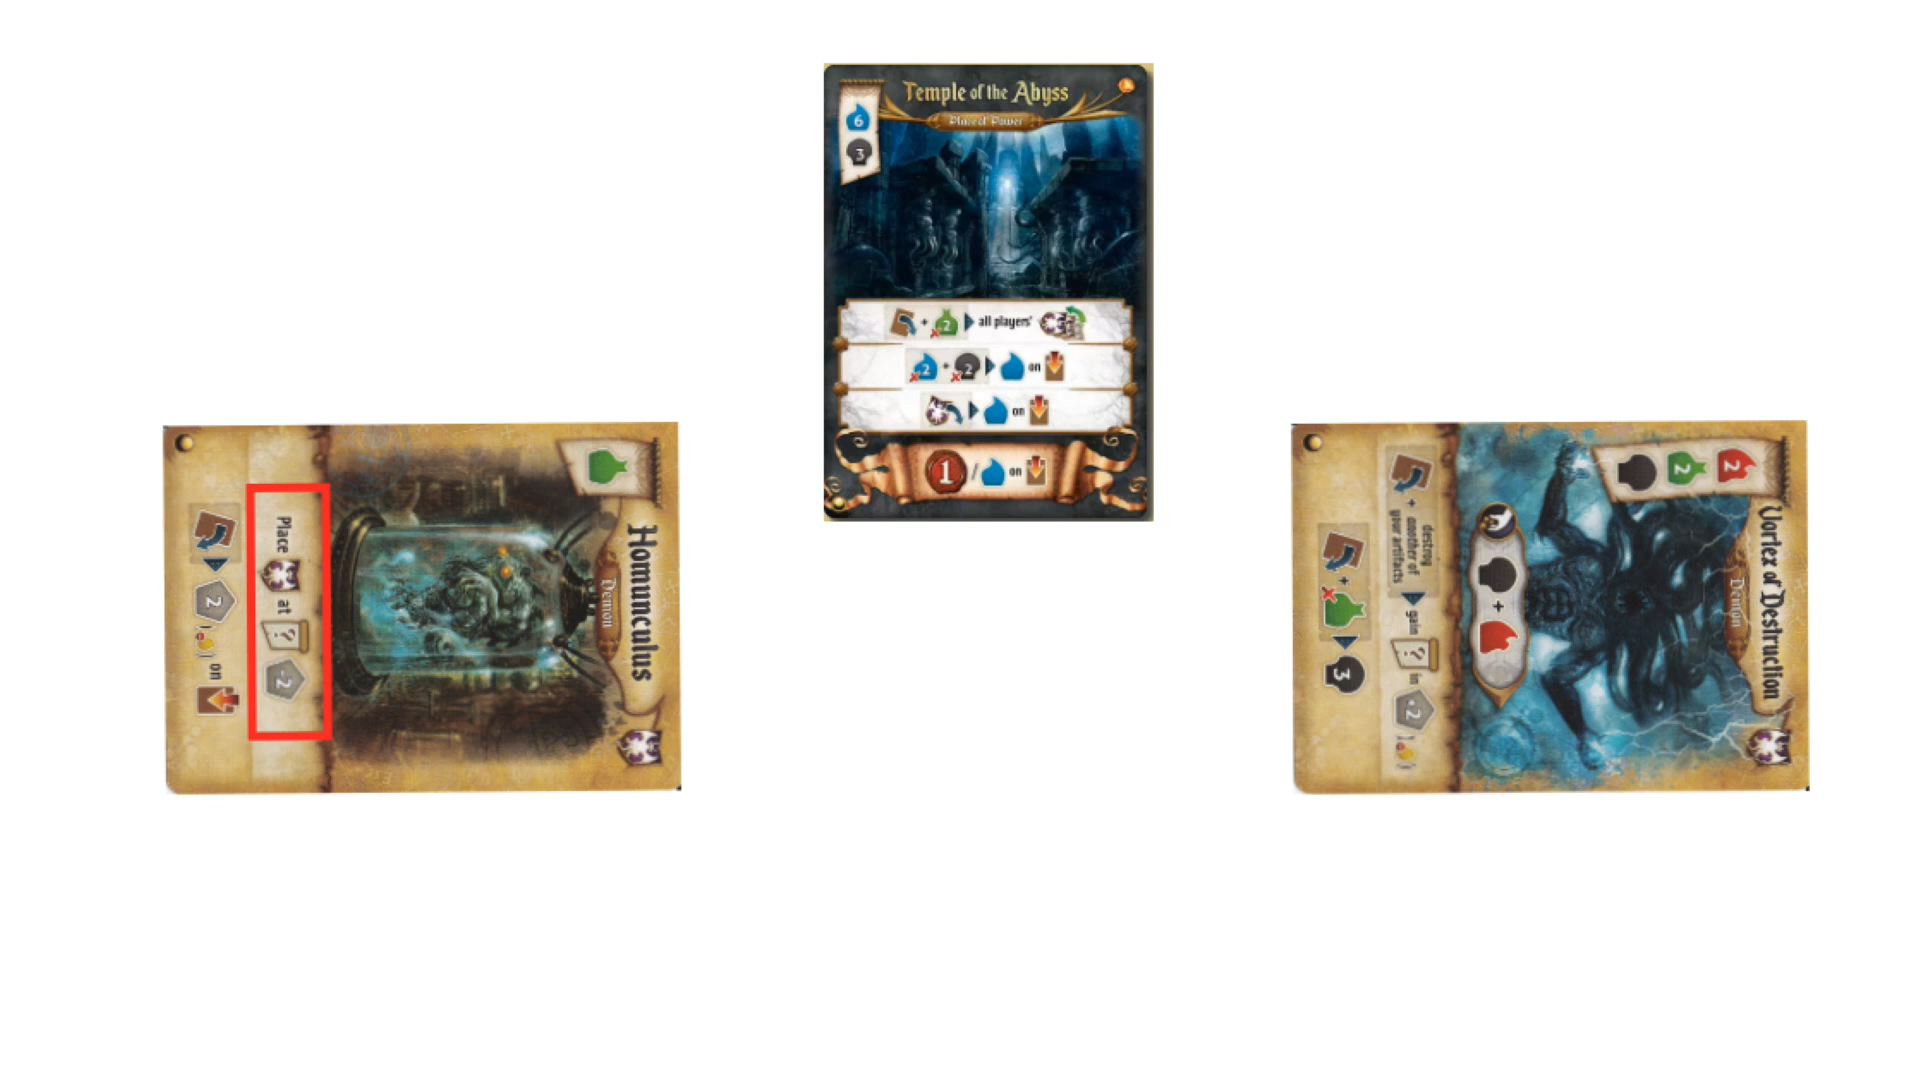 Temple of the Abyss
Place of Power
6
3
+ 2 all players'
2 + 2 on
on
1 / on
Homunculus
Demon
Place at ? -2
2 ( ) on
Vortex of Destruction
Demon
2
2
+
+ destroy another of your artifacts gain ? in +2
+ 3